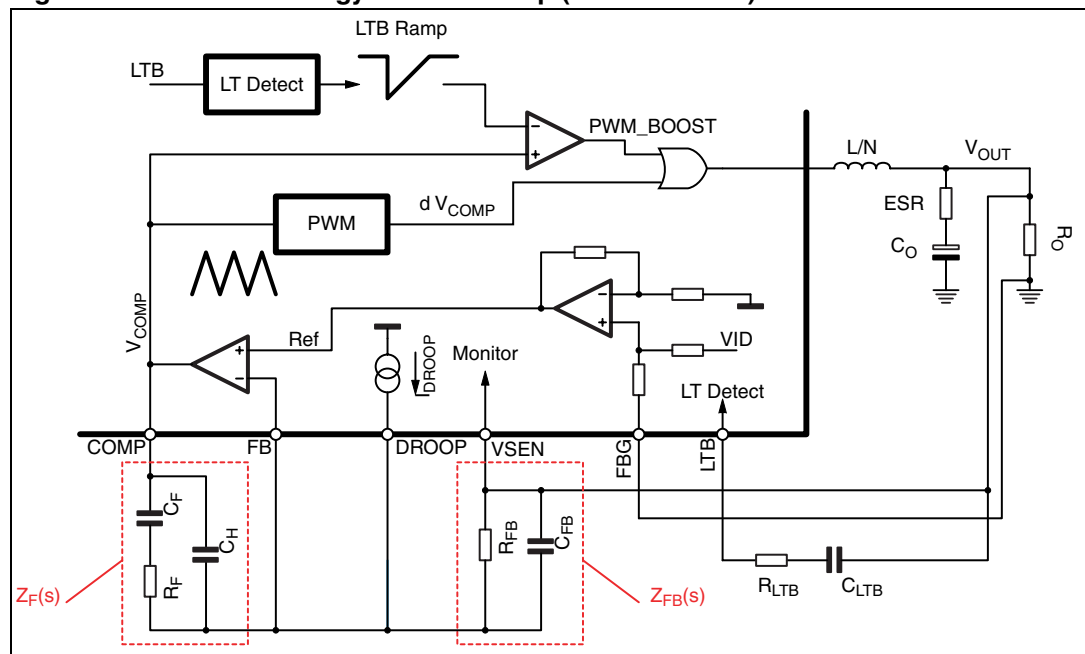 LTB Ramp
LTB
LT Detect
PWM_BOOST
L/N
VOUT
d VCOMP
ESR
PWM
CO
RO
VCOMP
Ref
VID
Monitor
IDROOP
LT Detect
COMP
FB
DROOP
VSEN
FBG
LTB
CF
CH
RFB
CFB
RF
RLTB
CLTB
ZF(s)
ZFB(s)